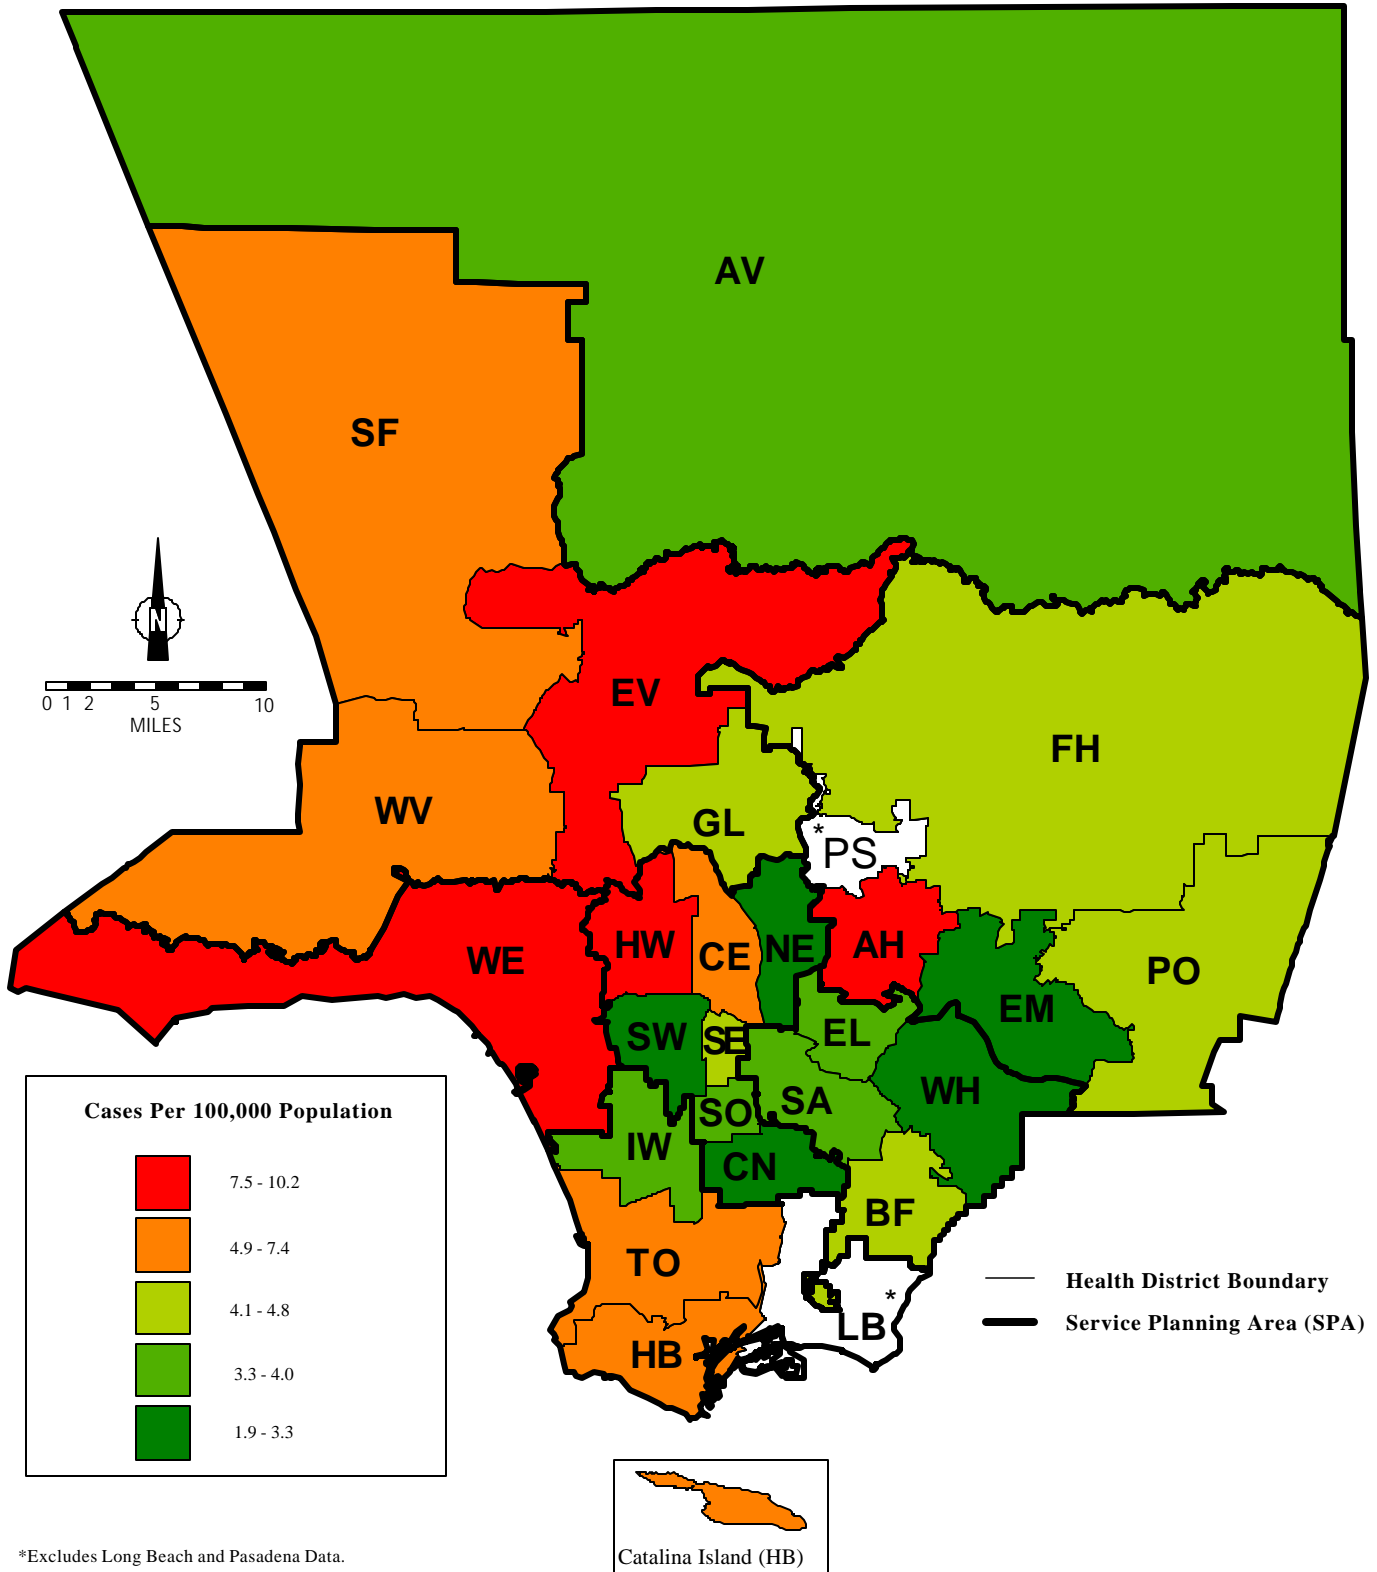 AV
SF
N
0 1 2 5 10
MILES
EV
FH
WV
GL
*
PS
HW
CE
NE
AH
WE
PO
EM
SW
SE
EL
WH
SA
SO
IW
CN
BF
TO
*
LB
HB
Cases Per 100,000 Population
7.5 - 10.2
4.9 - 7.4
4.1 - 4.8
3.3 - 4.0
1.9 - 3.3
Health District Boundary
Service Planning Area (SPA)
Catalina Island (HB)
*Excludes Long Beach and Pasadena Data.